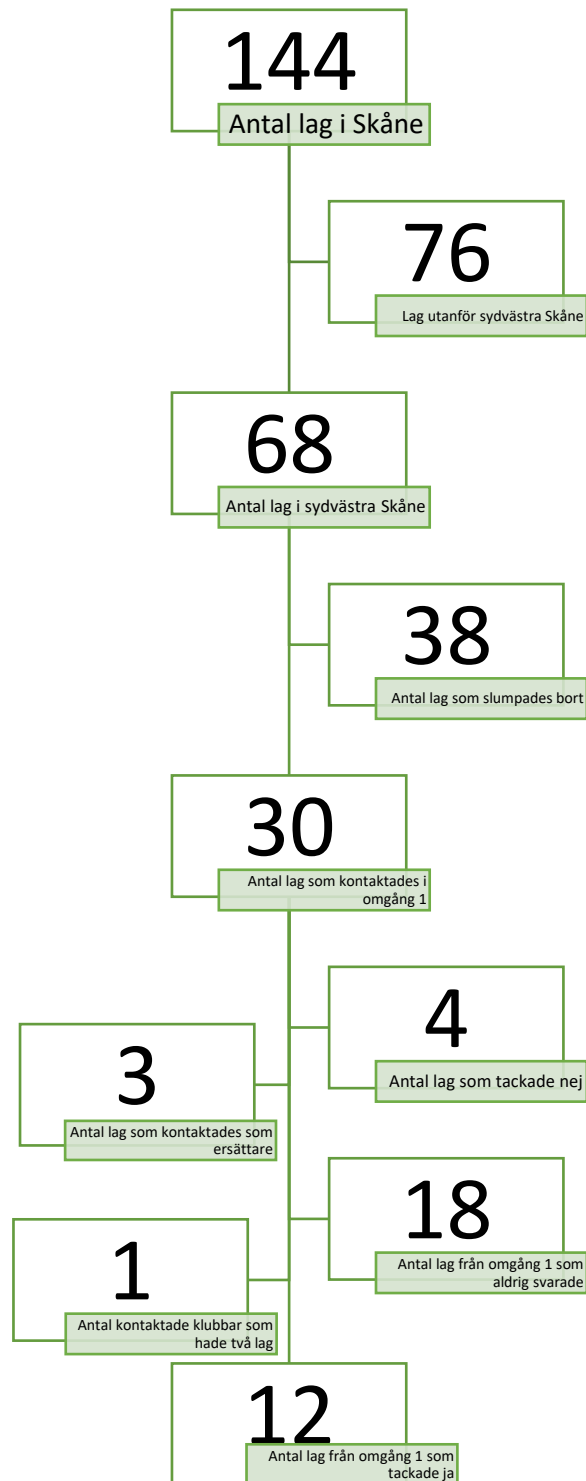 144
Antal lag i Skåne
76
Lag utanför sydvästra Skåne
68
Antal lag i sydvästra Skåne
38
Antal lag som slumpades bort
30
Antal lag som kontaktades i
omgång 1
4
Antal lag som tackade nej
3
Antal lag som kontaktades som
ersättare
18
Antal lag från omgång 1 som
aldrig svarade
1
Antal kontaktade klubbar som
hade två lag
12
Antal lag från omgång 1 som
tackade ja